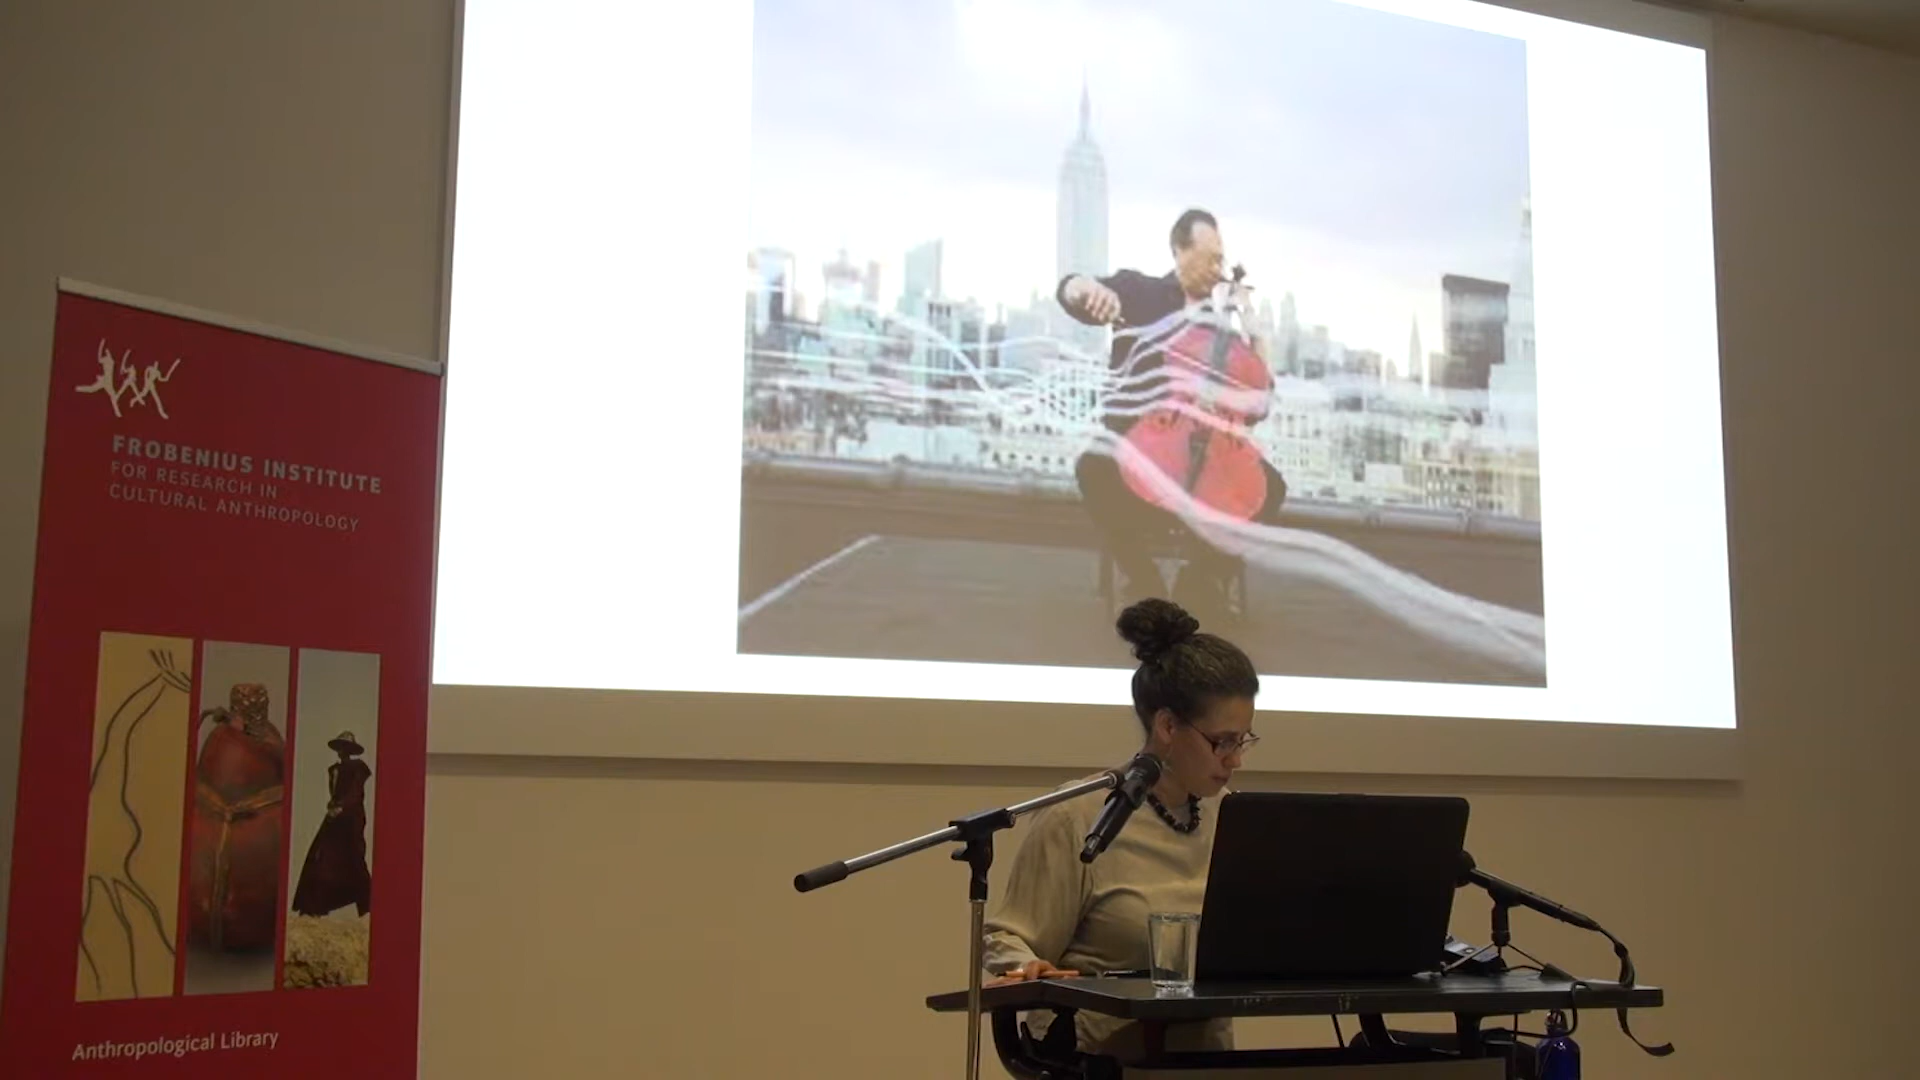 FROBENIUS INSTITUTE
FOR RESEARCH IN
CULTURAL ANTHROPOLOGY
Anthropological Library